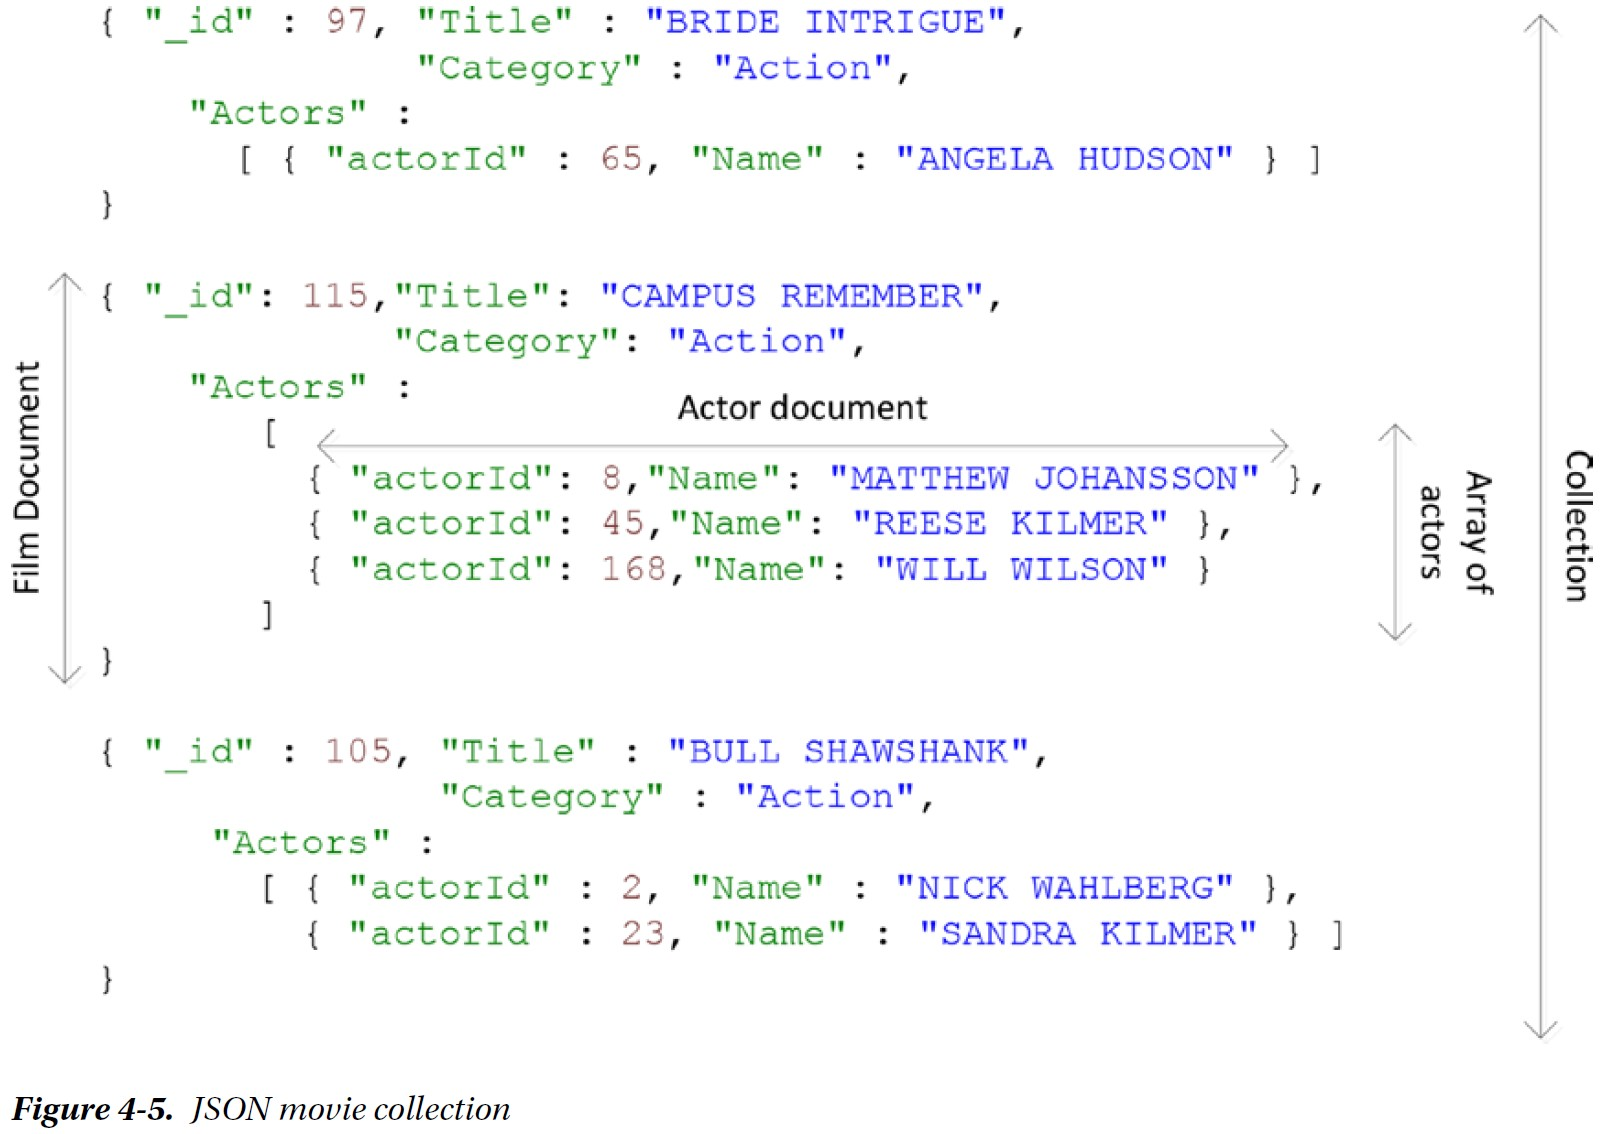 { "_id" : 97, "Title" : "BRIDE INTRIGUE",
"Category" : "Action",
"Actors" :
[ { "actorId" : 65, "Name" : "ANGELA HUDSON" } ]
}
{ "_id": 115,"Title": "CAMPUS REMEMBER",
"Category": "Action",
"Actors" :
Actor document
[
{ "actorId": 8,"Name": "MATTHEW JOHANSSON" },
{ "actorId": 45,"Name": "REESE KILMER" },
{ "actorId": 168,"Name": "WILL WILSON" }
]
}
Film Document
Array of
actors
Collection
{ "_id" : 105, "Title" : "BULL SHAWSHANK",
"Category" : "Action",
"Actors" :
[ { "actorId" : 2, "Name" : "NICK WAHLBERG" },
{ "actorId" : 23, "Name" : "SANDRA KILMER" } ]
}
Figure 4-5. JSON movie collection